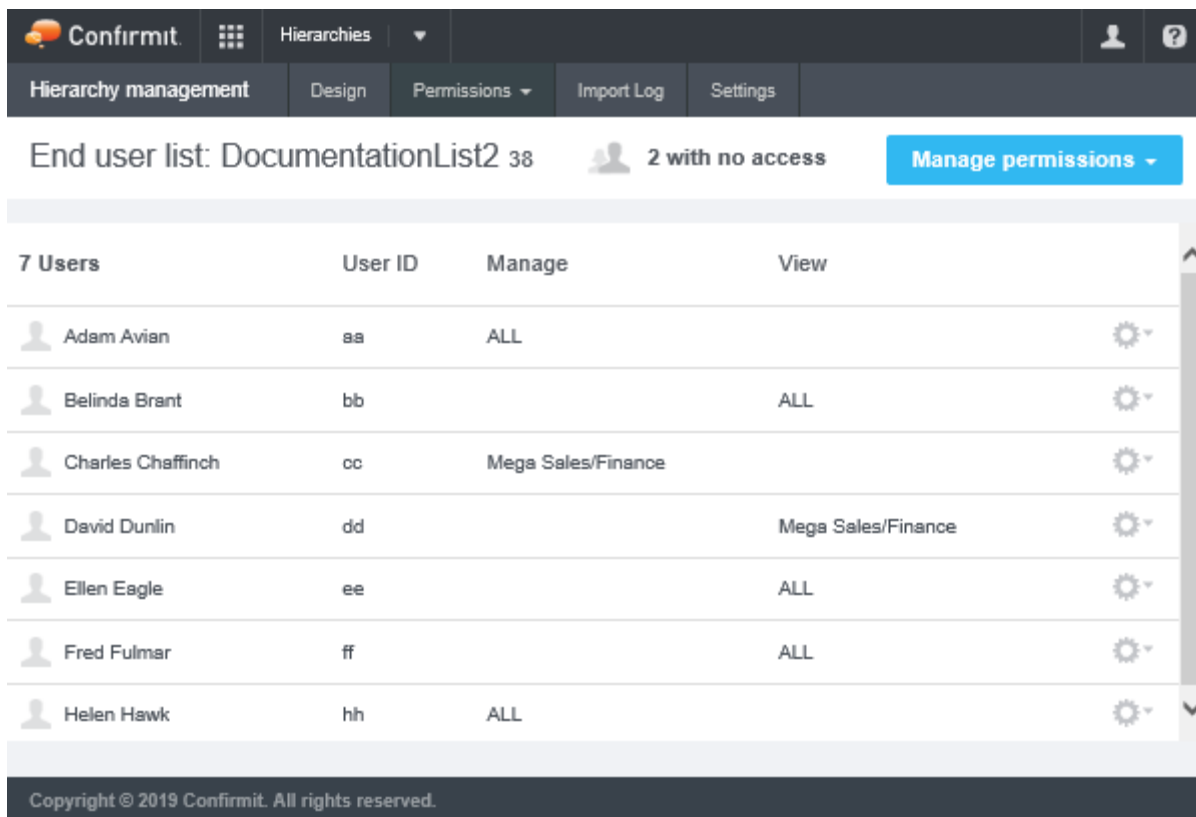 Confirmit. Hierarchies
Hierarchy management Design Permissions Import Log Settings
End user list: DocumentationList2 38 2 with no access Manage permissions
7 Users User ID Manage View
Adam Avian aa ALL
Belinda Brant bb ALL
Charles Chaffinch cc Mega Sales/Finance
David Dunlin dd Mega Sales/Finance
Ellen Eagle ee ALL
Fred Fulmar ff ALL
Helen Hawk hh ALL
Copyright © 2019 Confirmit. All rights reserved.